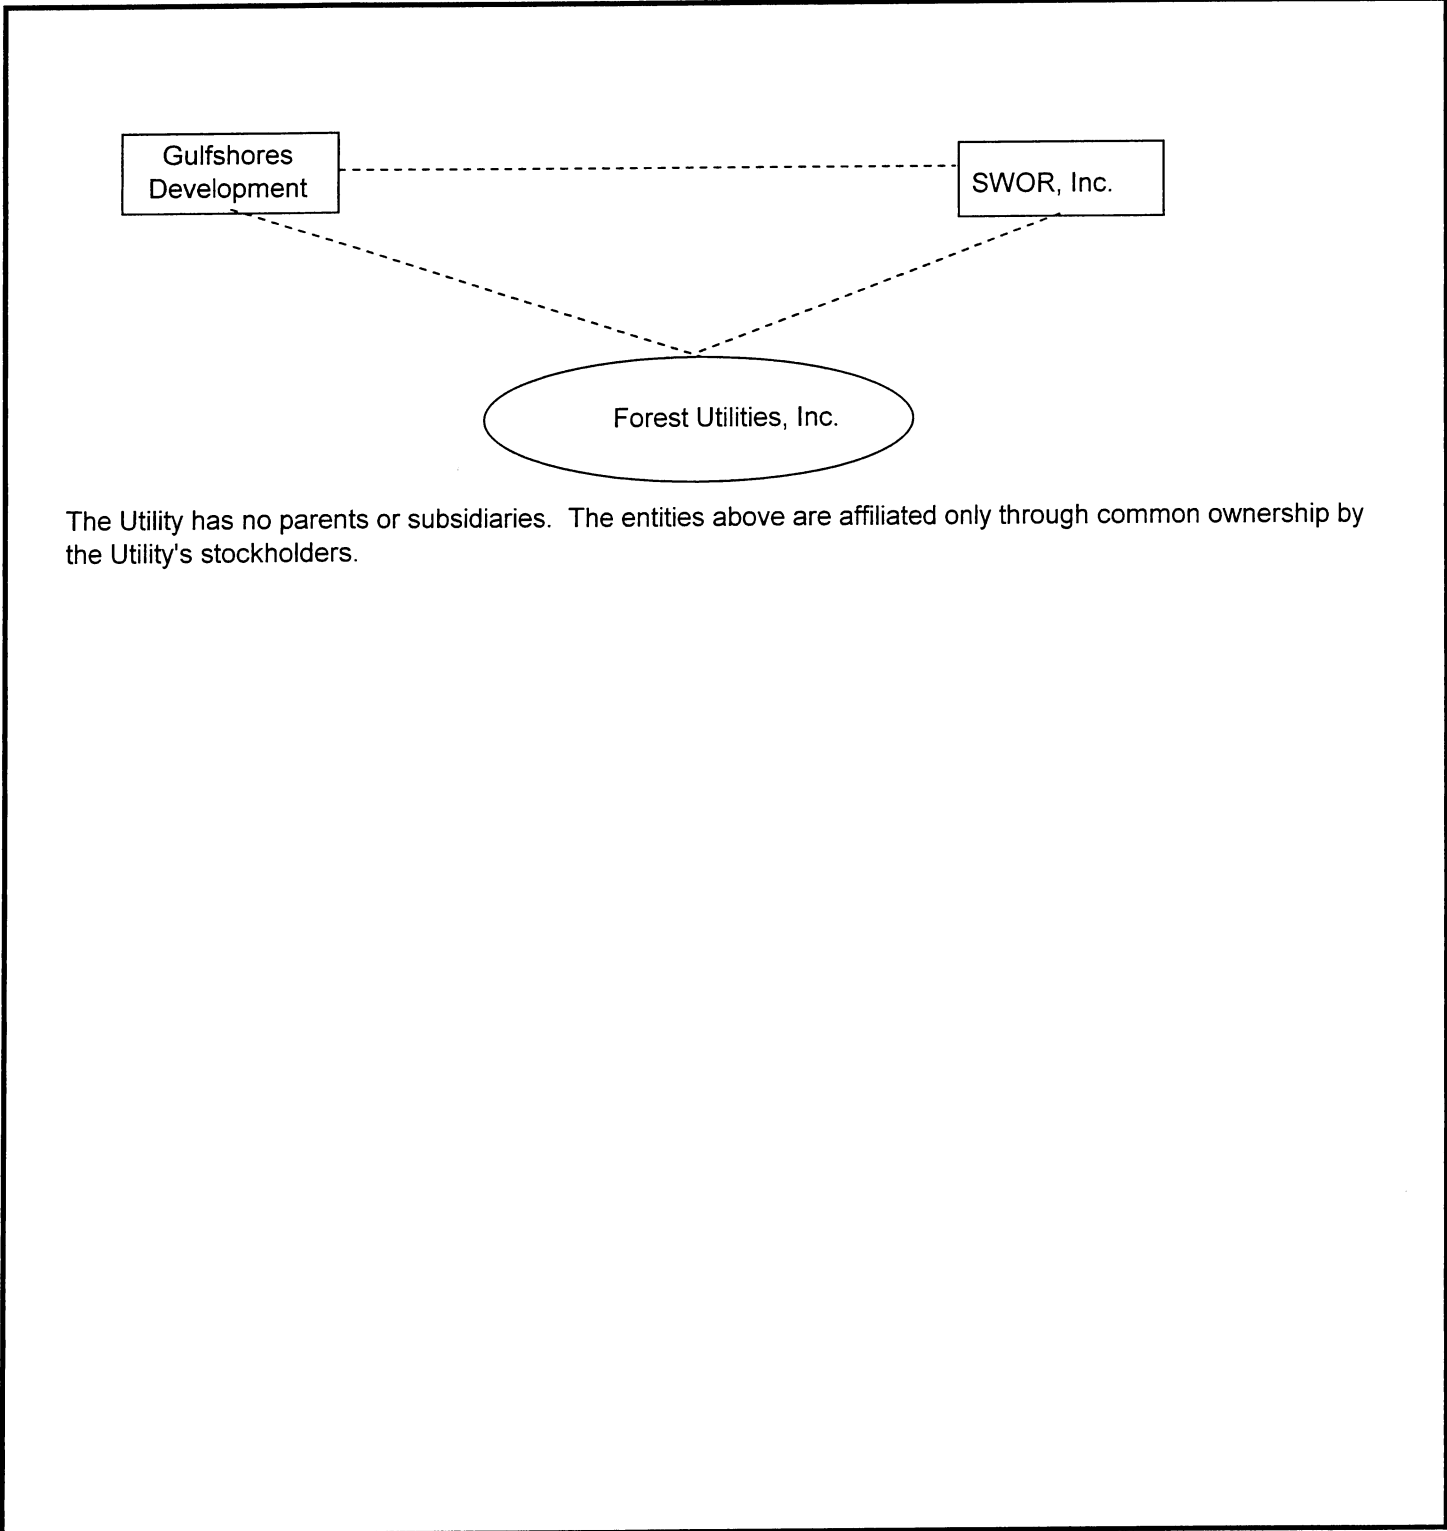 Gulfshores
Development
SWOR, Inc.
Forest Utilities, Inc.
The Utility has no parents or subsidiaries.  The entities above are affiliated only through common ownership by
the Utility's stockholders.